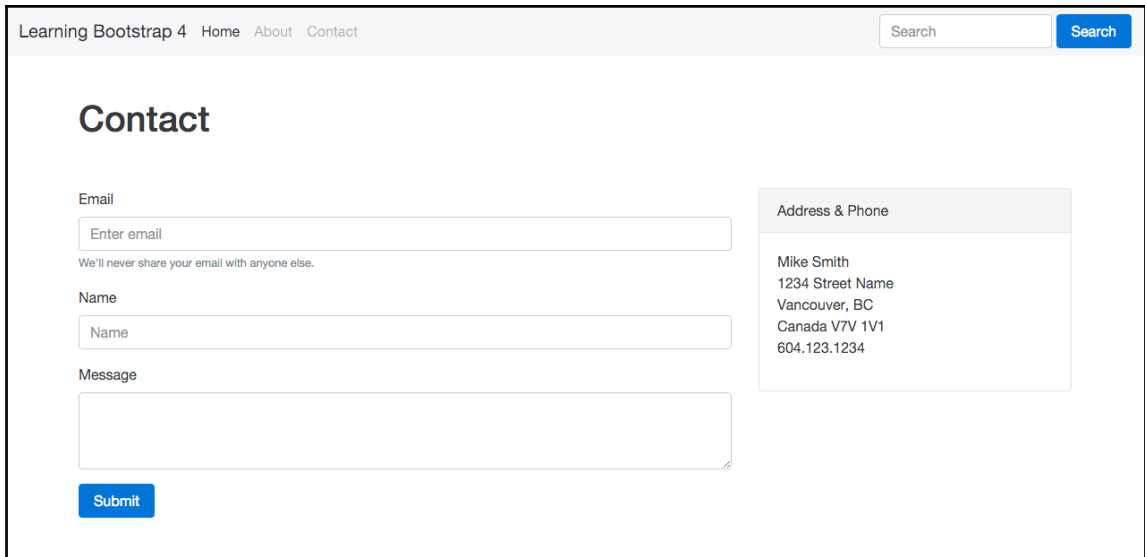 Learning Bootstrap 4 Home About Contact Search Search
Contact
Email
Enter email
We'll never share your email with anyone else.
Name
Name
Message
Submit
Address & Phone
Mike Smith
1234 Street Name
Vancouver, BC
Canada V7V 1V1
604.123.1234